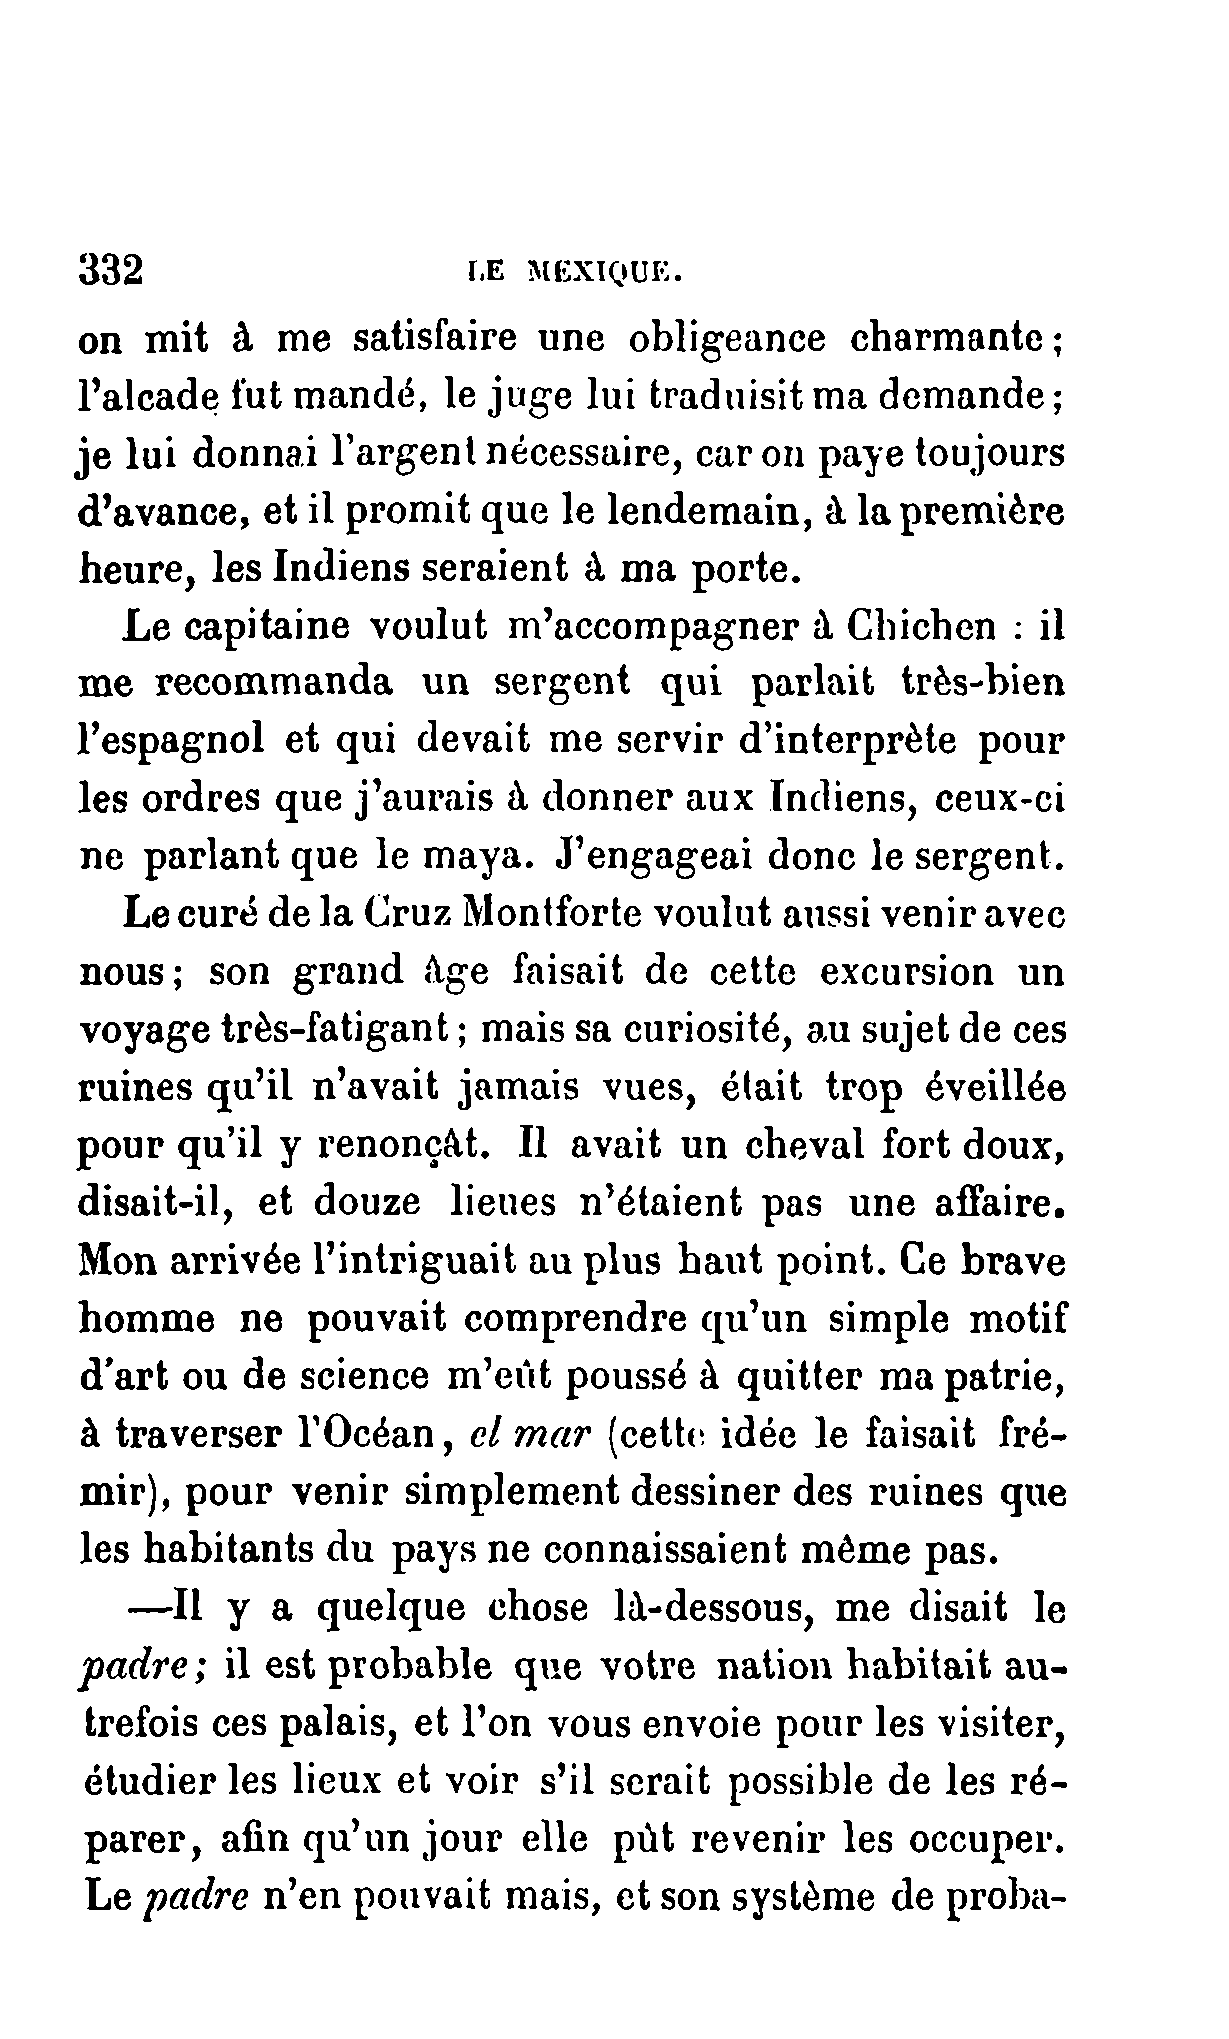 332 LE MEXIQUE.
on mit à me satisfaire une obligeance charmante;
l'alcade fut mandé, le juge lui traduisit ma demande;
je lui donnai l'argent nécessaire, car on paye toujours
d'avance, et il promit que le lendemain, à la première
heure, les Indiens seraient à ma porte.
Le capitaine voulut m'accompagner à Chichen : il
me recommanda un sergent qui parlait très-bien
l'espagnol et qui devait me servir d'interprète pour
les ordres que j'aurais à donner aux Indiens, ceux-ci
ne parlant que le maya. J'engageai donc le sergent.
Le curé de la Cruz Montforte voulut aussi venir avec
nous; son grand âge faisait de cette excursion un
voyage très-fatigant; mais sa curiosité, au sujet de ces
ruines qu'il n'avait jamais vues, était trop éveillée
pour qu'il y renonçât. Il avait un cheval fort doux,
disait-il, et douze lieues n'étaient pas une affaire.
Mon arrivée l'intriguait au plus haut point. Ce brave
homme ne pouvait comprendre qu'un simple motif
d'art ou de science m'eût poussé à quitter ma patrie,
à traverser l'Océan, el mar (cette idée le faisait fré-
mir), pour venir simplement dessiner des ruines que
les habitants du pays ne connaissaient même pas.
—Il y a quelque chose là-dessous, me disait le
padre; il est probable que votre nation habitait au-
trefois ces palais, et l'on vous envoie pour les visiter,
étudier les lieux et voir s'il serait possible de les ré-
parer, afin qu'un jour elle pût revenir les occuper.
Le padre n'en pouvait mais, et son système de proba-